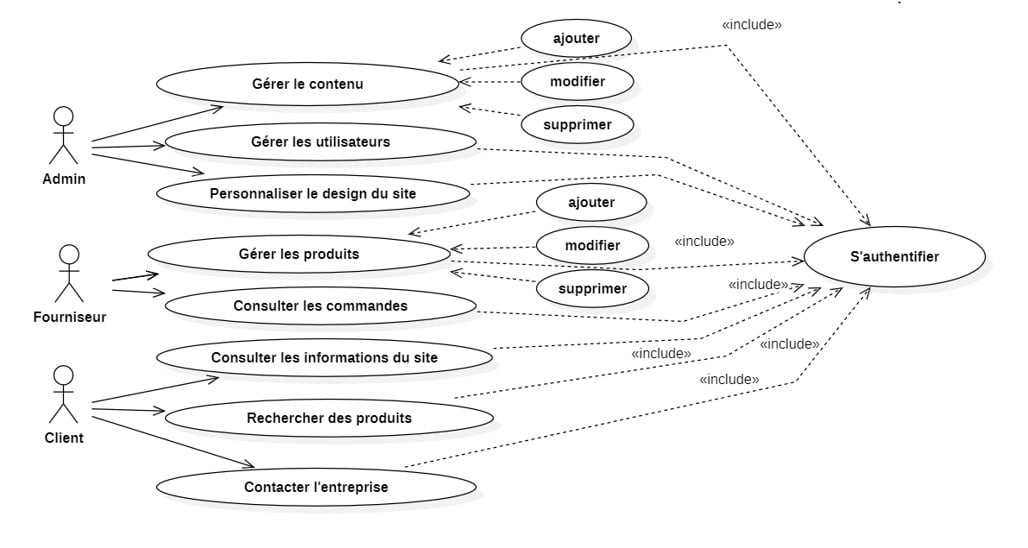 «include»
ajouter
Gérer le contenu
modifier
supprimer
Admin
Gérer les utilisateurs
Personnaliser le design du site
ajouter
Gérer les produits
modifier
«include»
S'authentifier
supprimer
«include»
Fourniseur
Consulter les commandes
Consulter les informations du site
«include»
«include»
«include»
Client
Rechercher des produits
Contacter l'entreprise